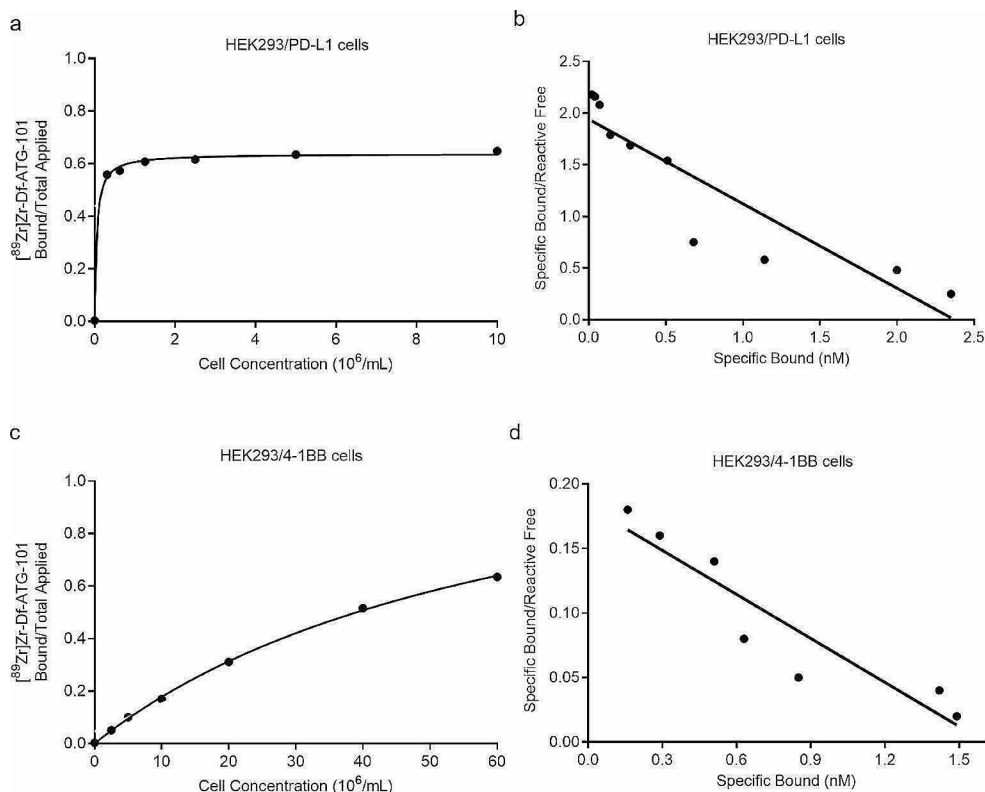 a
HEK293/PD-L1 cells
[⁸⁹Zr]Zr-Df-ATG-101
Bound/Total Applied
1.0
0.8
0.6
0.4
0.2
0.0
0
2
4
6
8
10
Cell Concentration (10⁶/mL)
b
HEK293/PD-L1 cells
Specific Bound/Reactive Free
2.5
2.0
1.5
1.0
0.5
0.0
0.0
0.5
1.0
1.5
2.0
2.5
Specific Bound (nM)
c
HEK293/4-1BB cells
[⁸⁹Zr]Zr-Df-ATG-101
Bound/Total Applied
1.0
0.8
0.6
0.4
0.2
0.0
0
10
20
30
40
50
60
Cell Concentration (10⁶/mL)
d
HEK293/4-1BB cells
Specific Bound/Reactive Free
0.20
0.15
0.10
0.05
0.00
0.0
0.3
0.6
0.9
1.2
1.5
Specific Bound (nM)